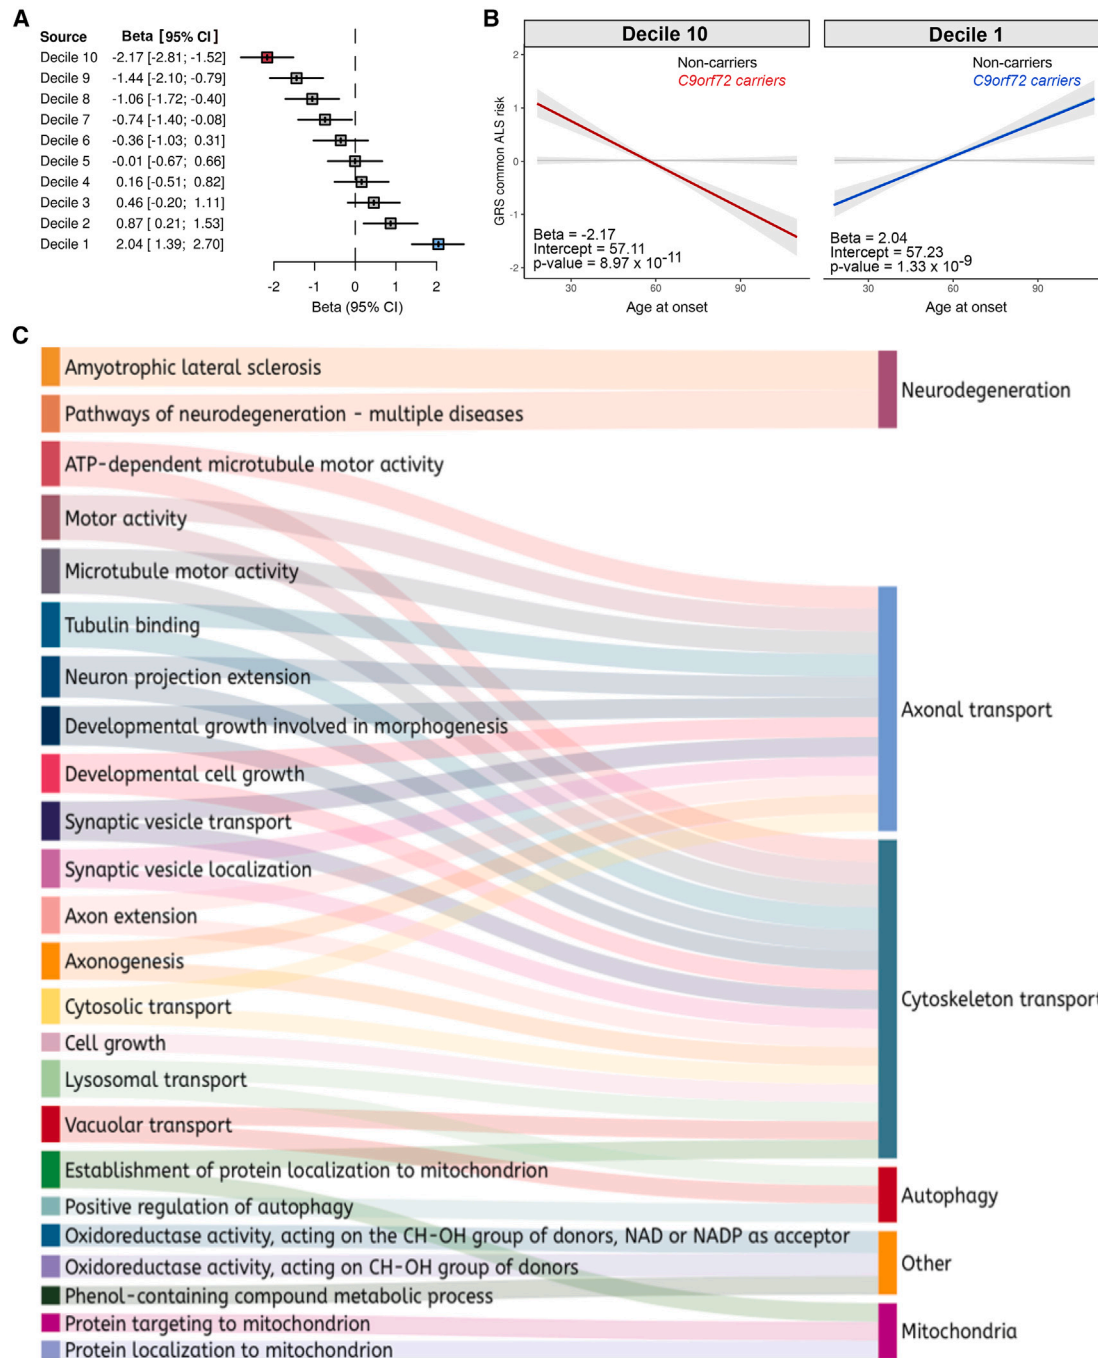 A
Source Beta [95% CI]
Decile 10 -2.17 [-2.81; -1.52]
Decile 9 -1.44 [-2.10; -0.79]
Decile 8 -1.06 [-1.72; -0.40]
Decile 7 -0.74 [-1.40; -0.08]
Decile 6 -0.36 [-1.03; 0.31]
Decile 5 -0.01 [-0.67; 0.66]
Decile 4 0.16 [-0.51; 0.82]
Decile 3 0.46 [-0.20; 1.11]
Decile 2 0.87 [ 0.21; 1.53]
Decile 1 2.04 [ 1.39; 2.70]
-2 -1 0 1 2
Beta (95% CI)
B
Decile 10
Decile 1
Non-carriers
C9orf72 carriers
Non-carriers
C9orf72 carriers
GRS common ALS risk
2
1
0
-1
-2
Beta = -2.17
Intercept = 57.11
p-value = 8.97 x 10-11
Beta = 2.04
Intercept = 57.23
p-value = 1.33 x 10-9
30 60 90
30 60 90
Age at onset
Age at onset
C
Amyotrophic lateral sclerosis
Pathways of neurodegeneration - multiple diseases
ATP-dependent microtubule motor activity
Motor activity
Microtubule motor activity
Tubulin binding
Neuron projection extension
Developmental growth involved in morphogenesis
Developmental cell growth
Synaptic vesicle transport
Synaptic vesicle localization
Axon extension
Axonogenesis
Cytosolic transport
Cell growth
Lysosomal transport
Vacuolar transport
Establishment of protein localization to mitochondrion
Positive regulation of autophagy
Oxidoreductase activity, acting on the CH-OH group of donors, NAD or NADP as acceptor
Oxidoreductase activity, acting on CH-OH group of donors
Phenol-containing compound metabolic process
Protein targeting to mitochondrion
Protein localization to mitochondrion
Neurodegeneration
Axonal transport
Cytoskeleton transport
Autophagy
Other
Mitochondria